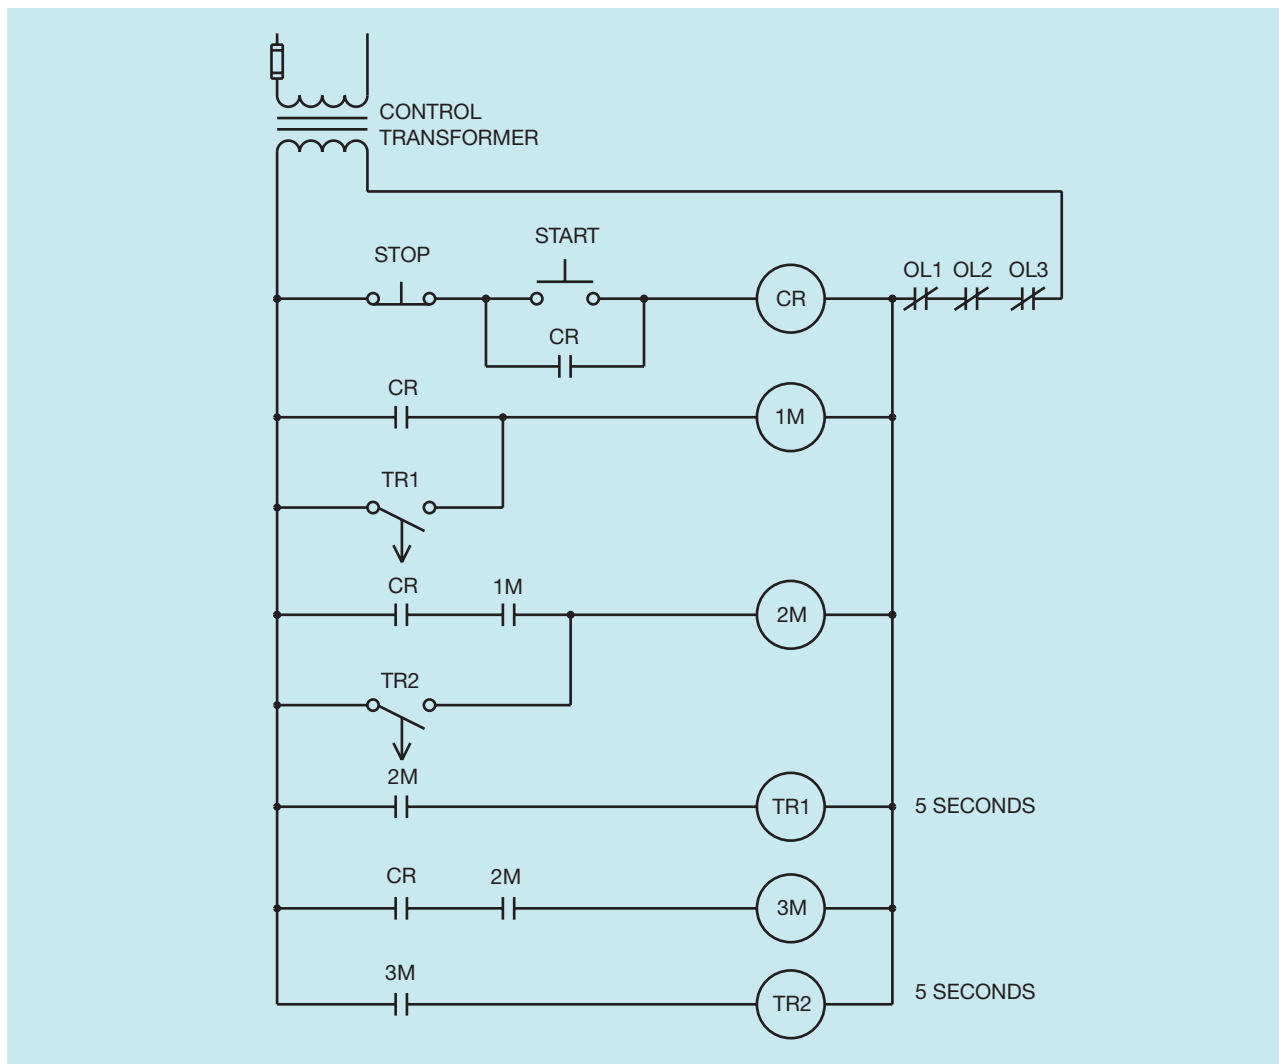 CONTROL
TRANSFORMER
START
STOP
OL1 OL2 OL3
CR
CR
CR
1M
TR1
CR 1M
2M
TR2
2M
TR1
5 SECONDS
CR 2M
3M
3M
TR2
5 SECONDS